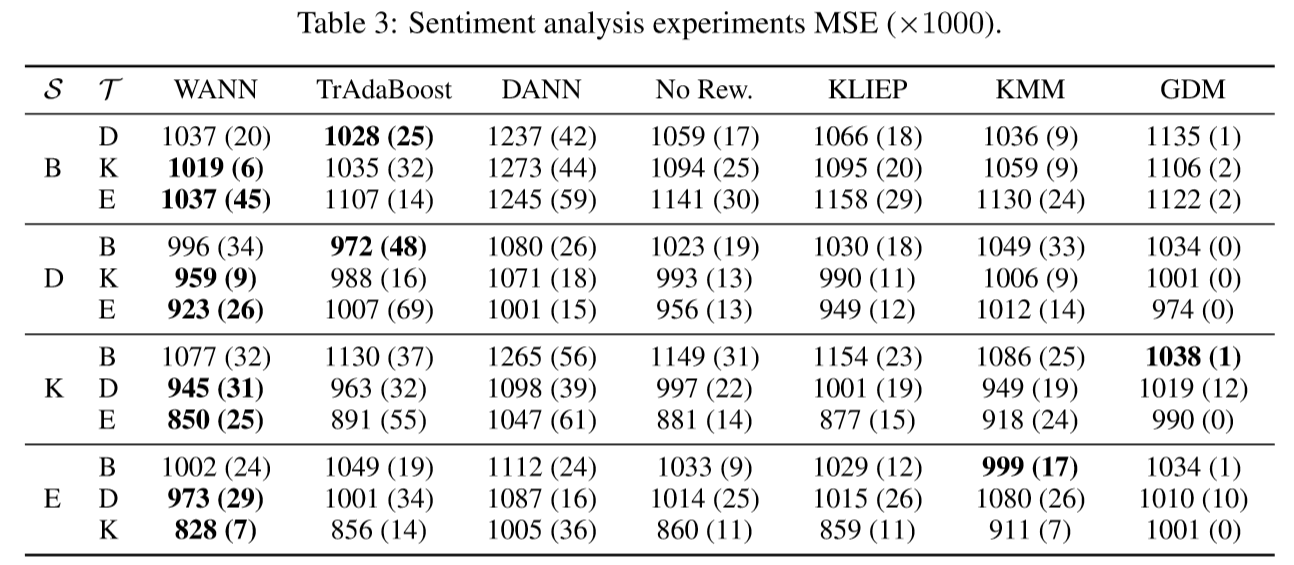 Table 3: Sentiment analysis experiments MSE (×1000).
S T WANN TrAdaBoost DANN No Rew. KLIEP KMM GDM
D 1037 (20) 1028 (25) 1237 (42) 1059 (17) 1066 (18) 1036 (9) 1135 (1)
B K 1019 (6) 1035 (32) 1273 (44) 1094 (25) 1095 (20) 1059 (9) 1106 (2)
E 1037 (45) 1107 (14) 1245 (59) 1141 (30) 1158 (29) 1130 (24) 1122 (2)
B 996 (34) 972 (48) 1080 (26) 1023 (19) 1030 (18) 1049 (33) 1034 (0)
D K 959 (9) 988 (16) 1071 (18) 993 (13) 990 (11) 1006 (9) 1001 (0)
E 923 (26) 1007 (69) 1001 (15) 956 (13) 949 (12) 1012 (14) 974 (0)
B 1077 (32) 1130 (37) 1265 (56) 1149 (31) 1154 (23) 1086 (25) 1038 (1)
K D 945 (31) 963 (32) 1098 (39) 997 (22) 1001 (19) 949 (19) 1019 (12)
E 850 (25) 891 (55) 1047 (61) 881 (14) 877 (15) 918 (24) 990 (0)
B 1002 (24) 1049 (19) 1112 (24) 1033 (9) 1029 (12) 999 (17) 1034 (1)
E D 973 (29) 1001 (34) 1087 (16) 1014 (25) 1015 (26) 1080 (26) 1010 (10)
K 828 (7) 856 (14) 1005 (36) 860 (11) 859 (11) 911 (7) 1001 (0)